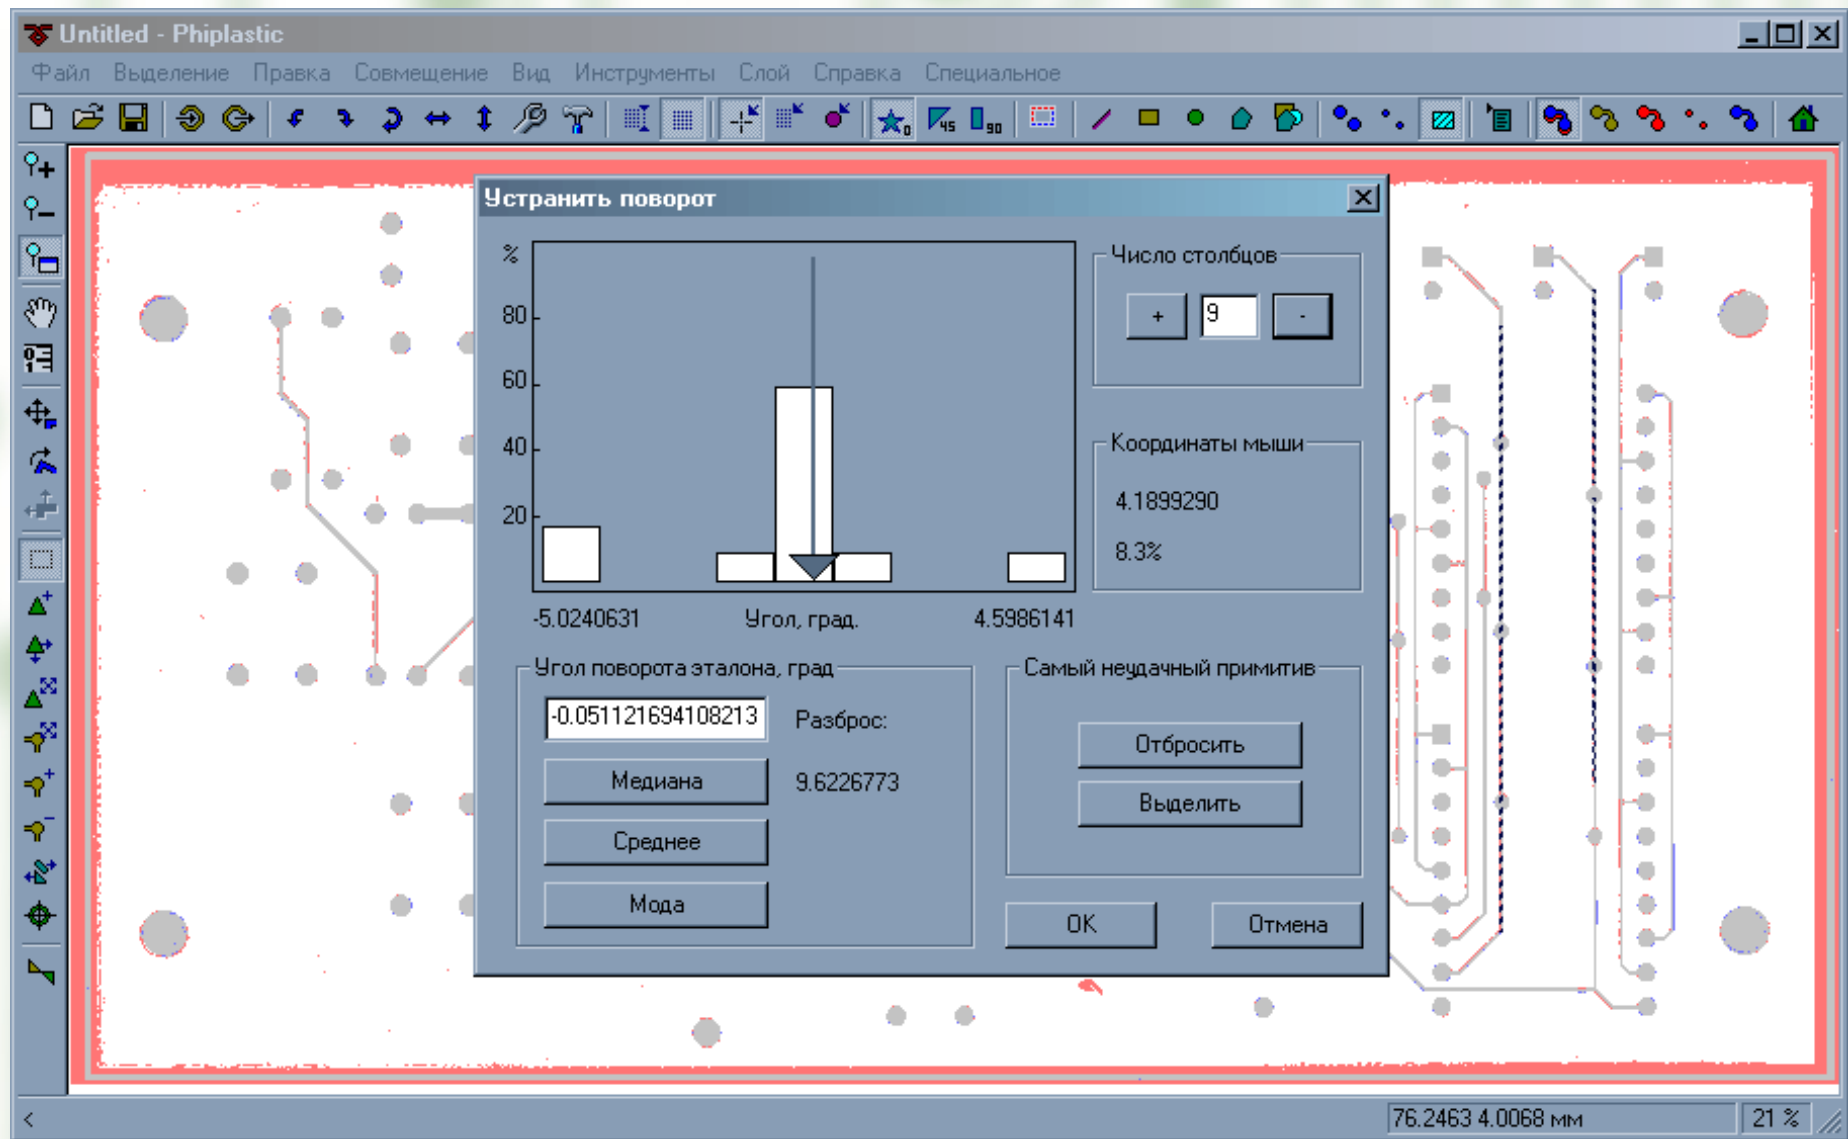 Untitled - Phiplastic
Файл Выделение Правка Совмещение Вид Инструменты Слой Справка Специальное
0 45 90
Устранить поворот
%
80
60
40
20
-5.0240631 Угол, град. 4.5986141
Число столбцов
+ 9 -
Координаты мыши
4.1899290
8.3%
Угол поворота эталона, град
-0.051121694108213 Разброс:
Медиана 9.6226773
Среднее
Мода
Самый неудачный примитив
Отбросить
Выделить
OK Отмена
< 76.2463 4.0068 мм 21 %